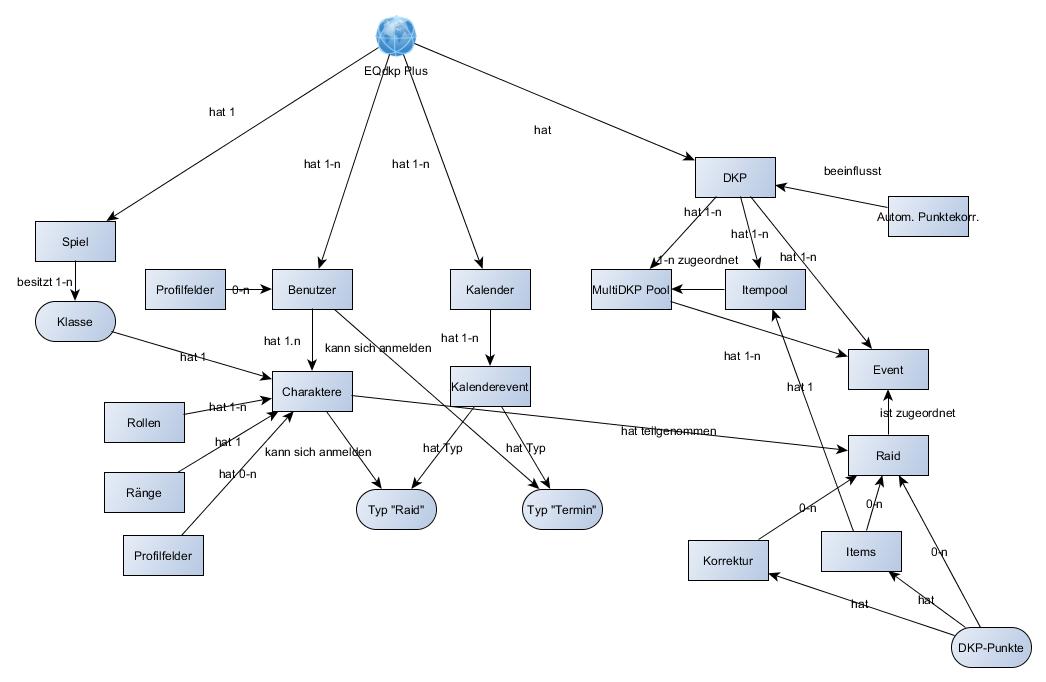 EQdkp Plus
hat 1
hat 1-n
hat 1-n
hat
beeinflusst
DKP
Autom. Punktekorr.
hat 1-n
hat 1-n
hat 1-n
Spiel
besitzt 1-n
1-n zugeordnet
Profilfelder
0-n
Benutzer
Kalender
MultiDKP Pool
Itempool
Klasse
hat 1.n
kann sich anmelden
hat 1-n
hat 1-n
hat 1
Event
hat 1
Charaktere
Kalenderevent
hat 1-n
ist zugeordnet
Rollen
hat teilgenommen
hat 1
kann sich anmelden
hat Typ
hat Typ
Raid
hat 0-n
Ränge
Typ "Raid"
Typ "Termin"
0-n
0-n
Profilfelder
Korrektur
Items
0-n
hat
hat
DKP-Punkte